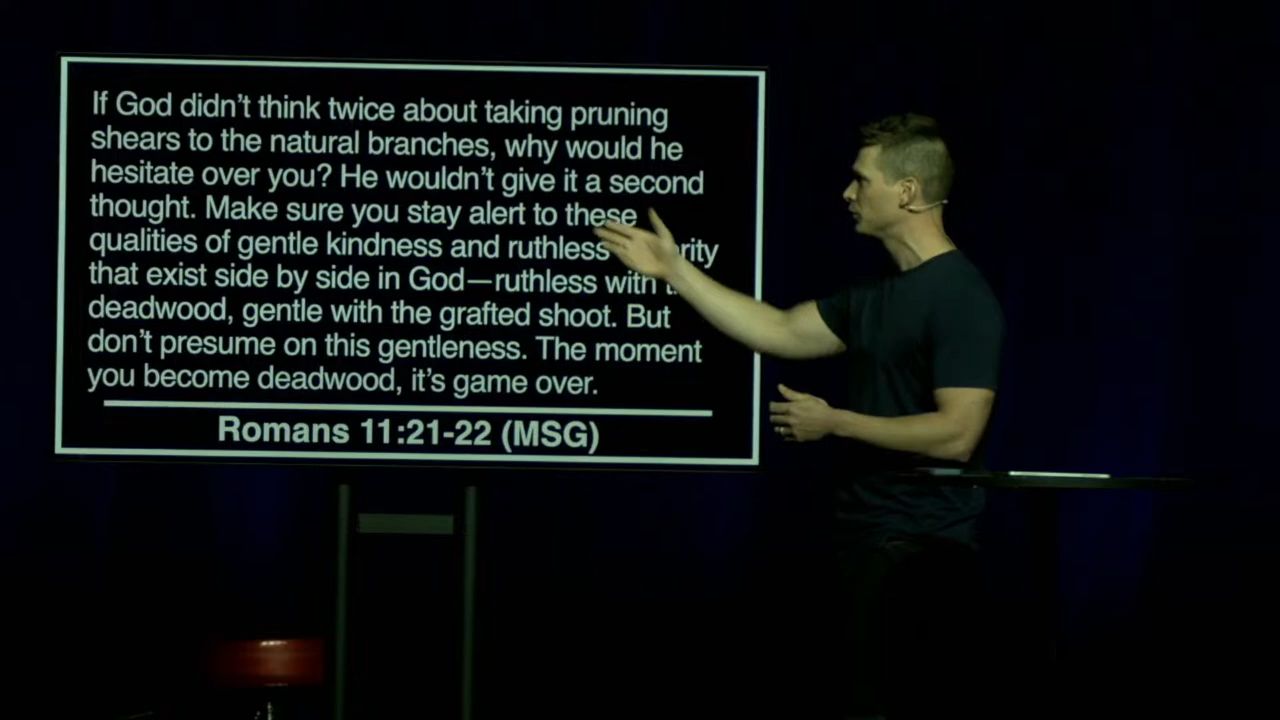 If God didn't think twice about taking pruning
shears to the natural branches, why would he
hesitate over you? He wouldn't give it a second
thought. Make sure you stay alert to these
qualities of gentle kindness and ruthless
that exist side by side in God—ruthless with
deadwood, gentle with the grafted shoot. But
don't presume on this gentleness. The moment
you become deadwood, it's game over.
Romans 11:21-22 (MSG)